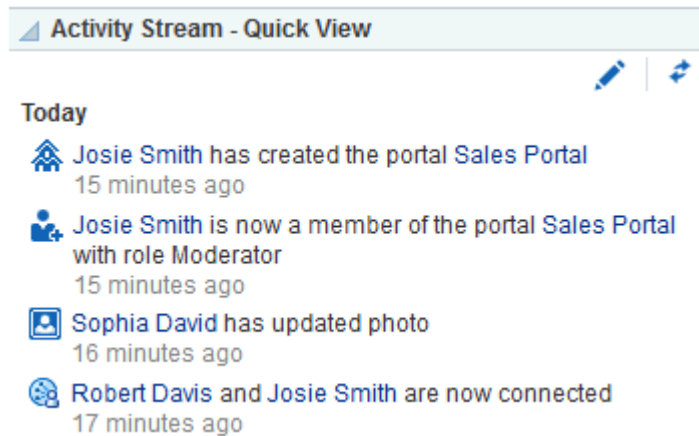 Activity Stream - Quick View
Today
Josie Smith has created the portal Sales Portal
15 minutes ago
Josie Smith is now a member of the portal Sales Portal
with role Moderator
15 minutes ago
Sophia David has updated photo
16 minutes ago
Robert Davis and Josie Smith are now connected
17 minutes ago